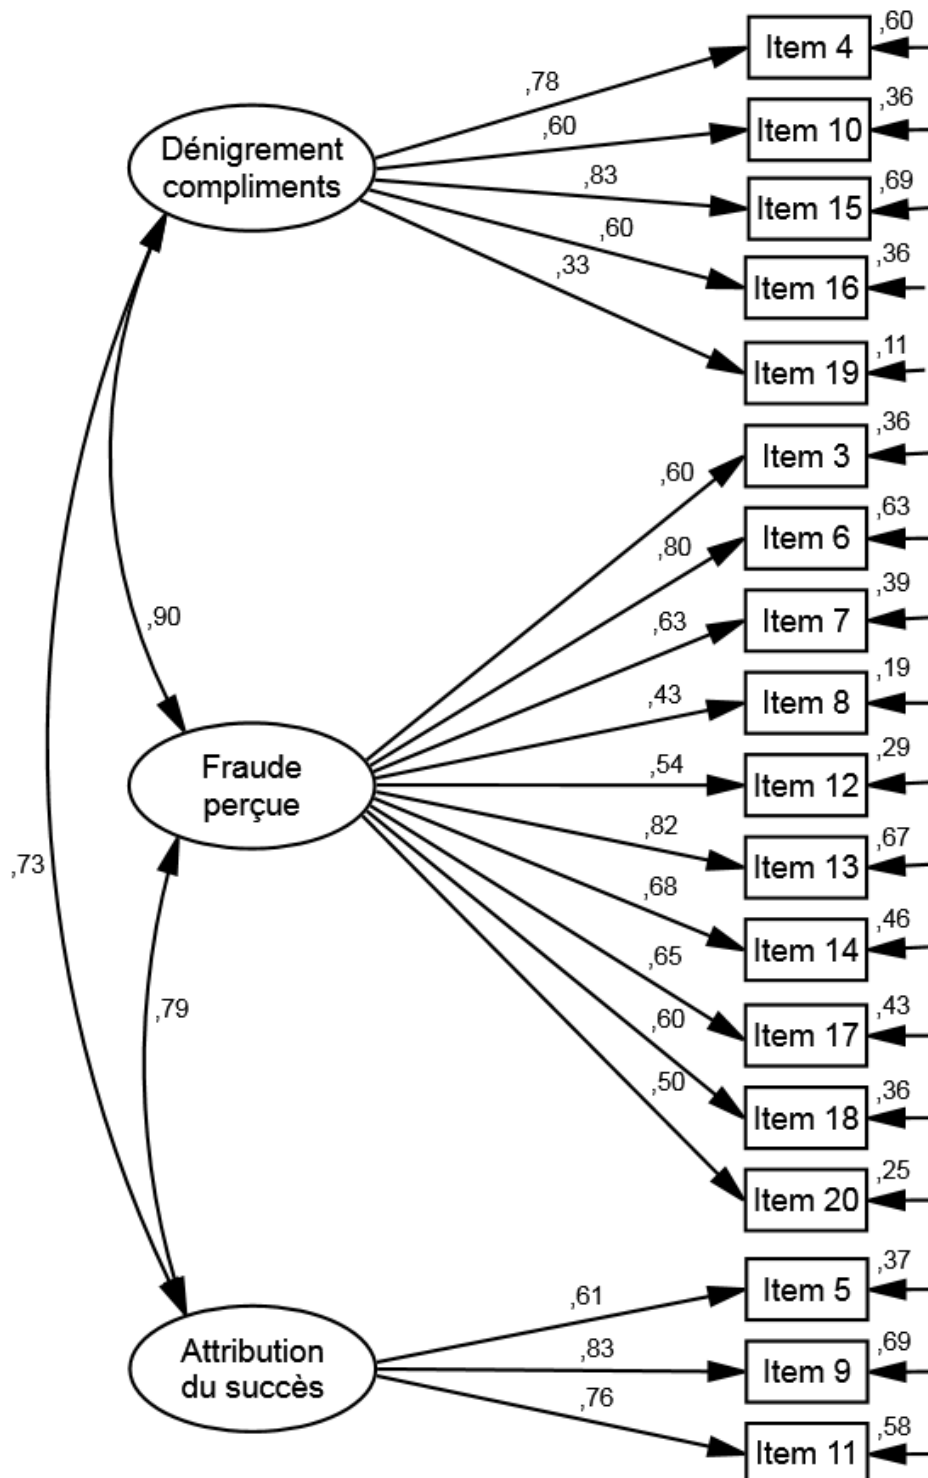 ,60
Item 4
,78
,36
Item 10
,60
Dénigrement
compliments
,83
,69
Item 15
,60
,36
Item 16
,33
,11
Item 19
,36
Item 3
,60
,63
Item 6
,80
,39
Item 7
,63
,90
,19
Item 8
,43
,29
Item 12
,54
Fraude
perçue
,67
Item 13
,82
,46
Item 14
,68
,73
,65
,43
Item 17
,79
,60
,36
Item 18
,50
,25
Item 20
,37
Item 5
,61
,69
Item 9
,83
Attribution
du succès
,76
,58
Item 11